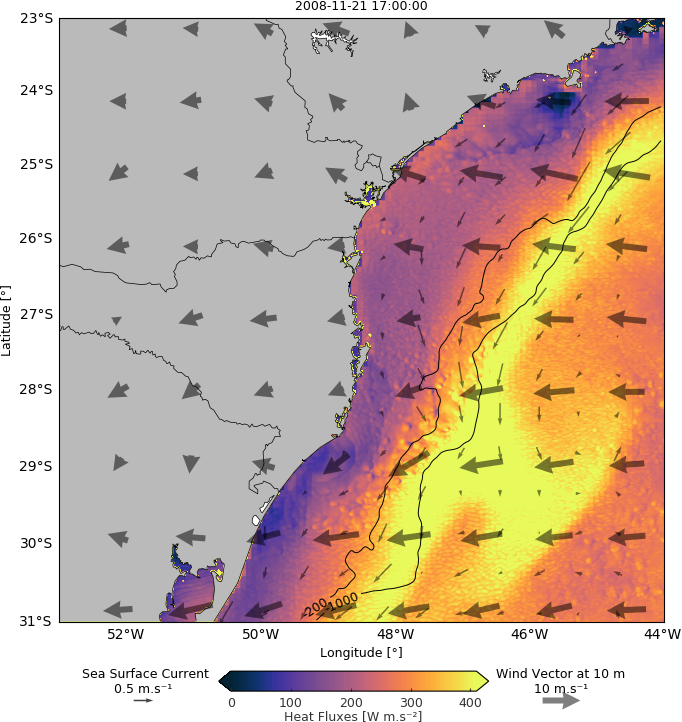 2008-11-21 17:00:00
23°S
24°S
25°S
26°S
27°S
28°S
29°S
30°S
31°S
Latitude [°]
-200
-1000
52°W 50°W 48°W 46°W 44°W
Longitude [°]
Sea Surface Current
0.5 m.s⁻¹
0 100 200 300 400
Heat Fluxes [W m.s⁻²]
Wind Vector at 10 m
10 m.s⁻¹